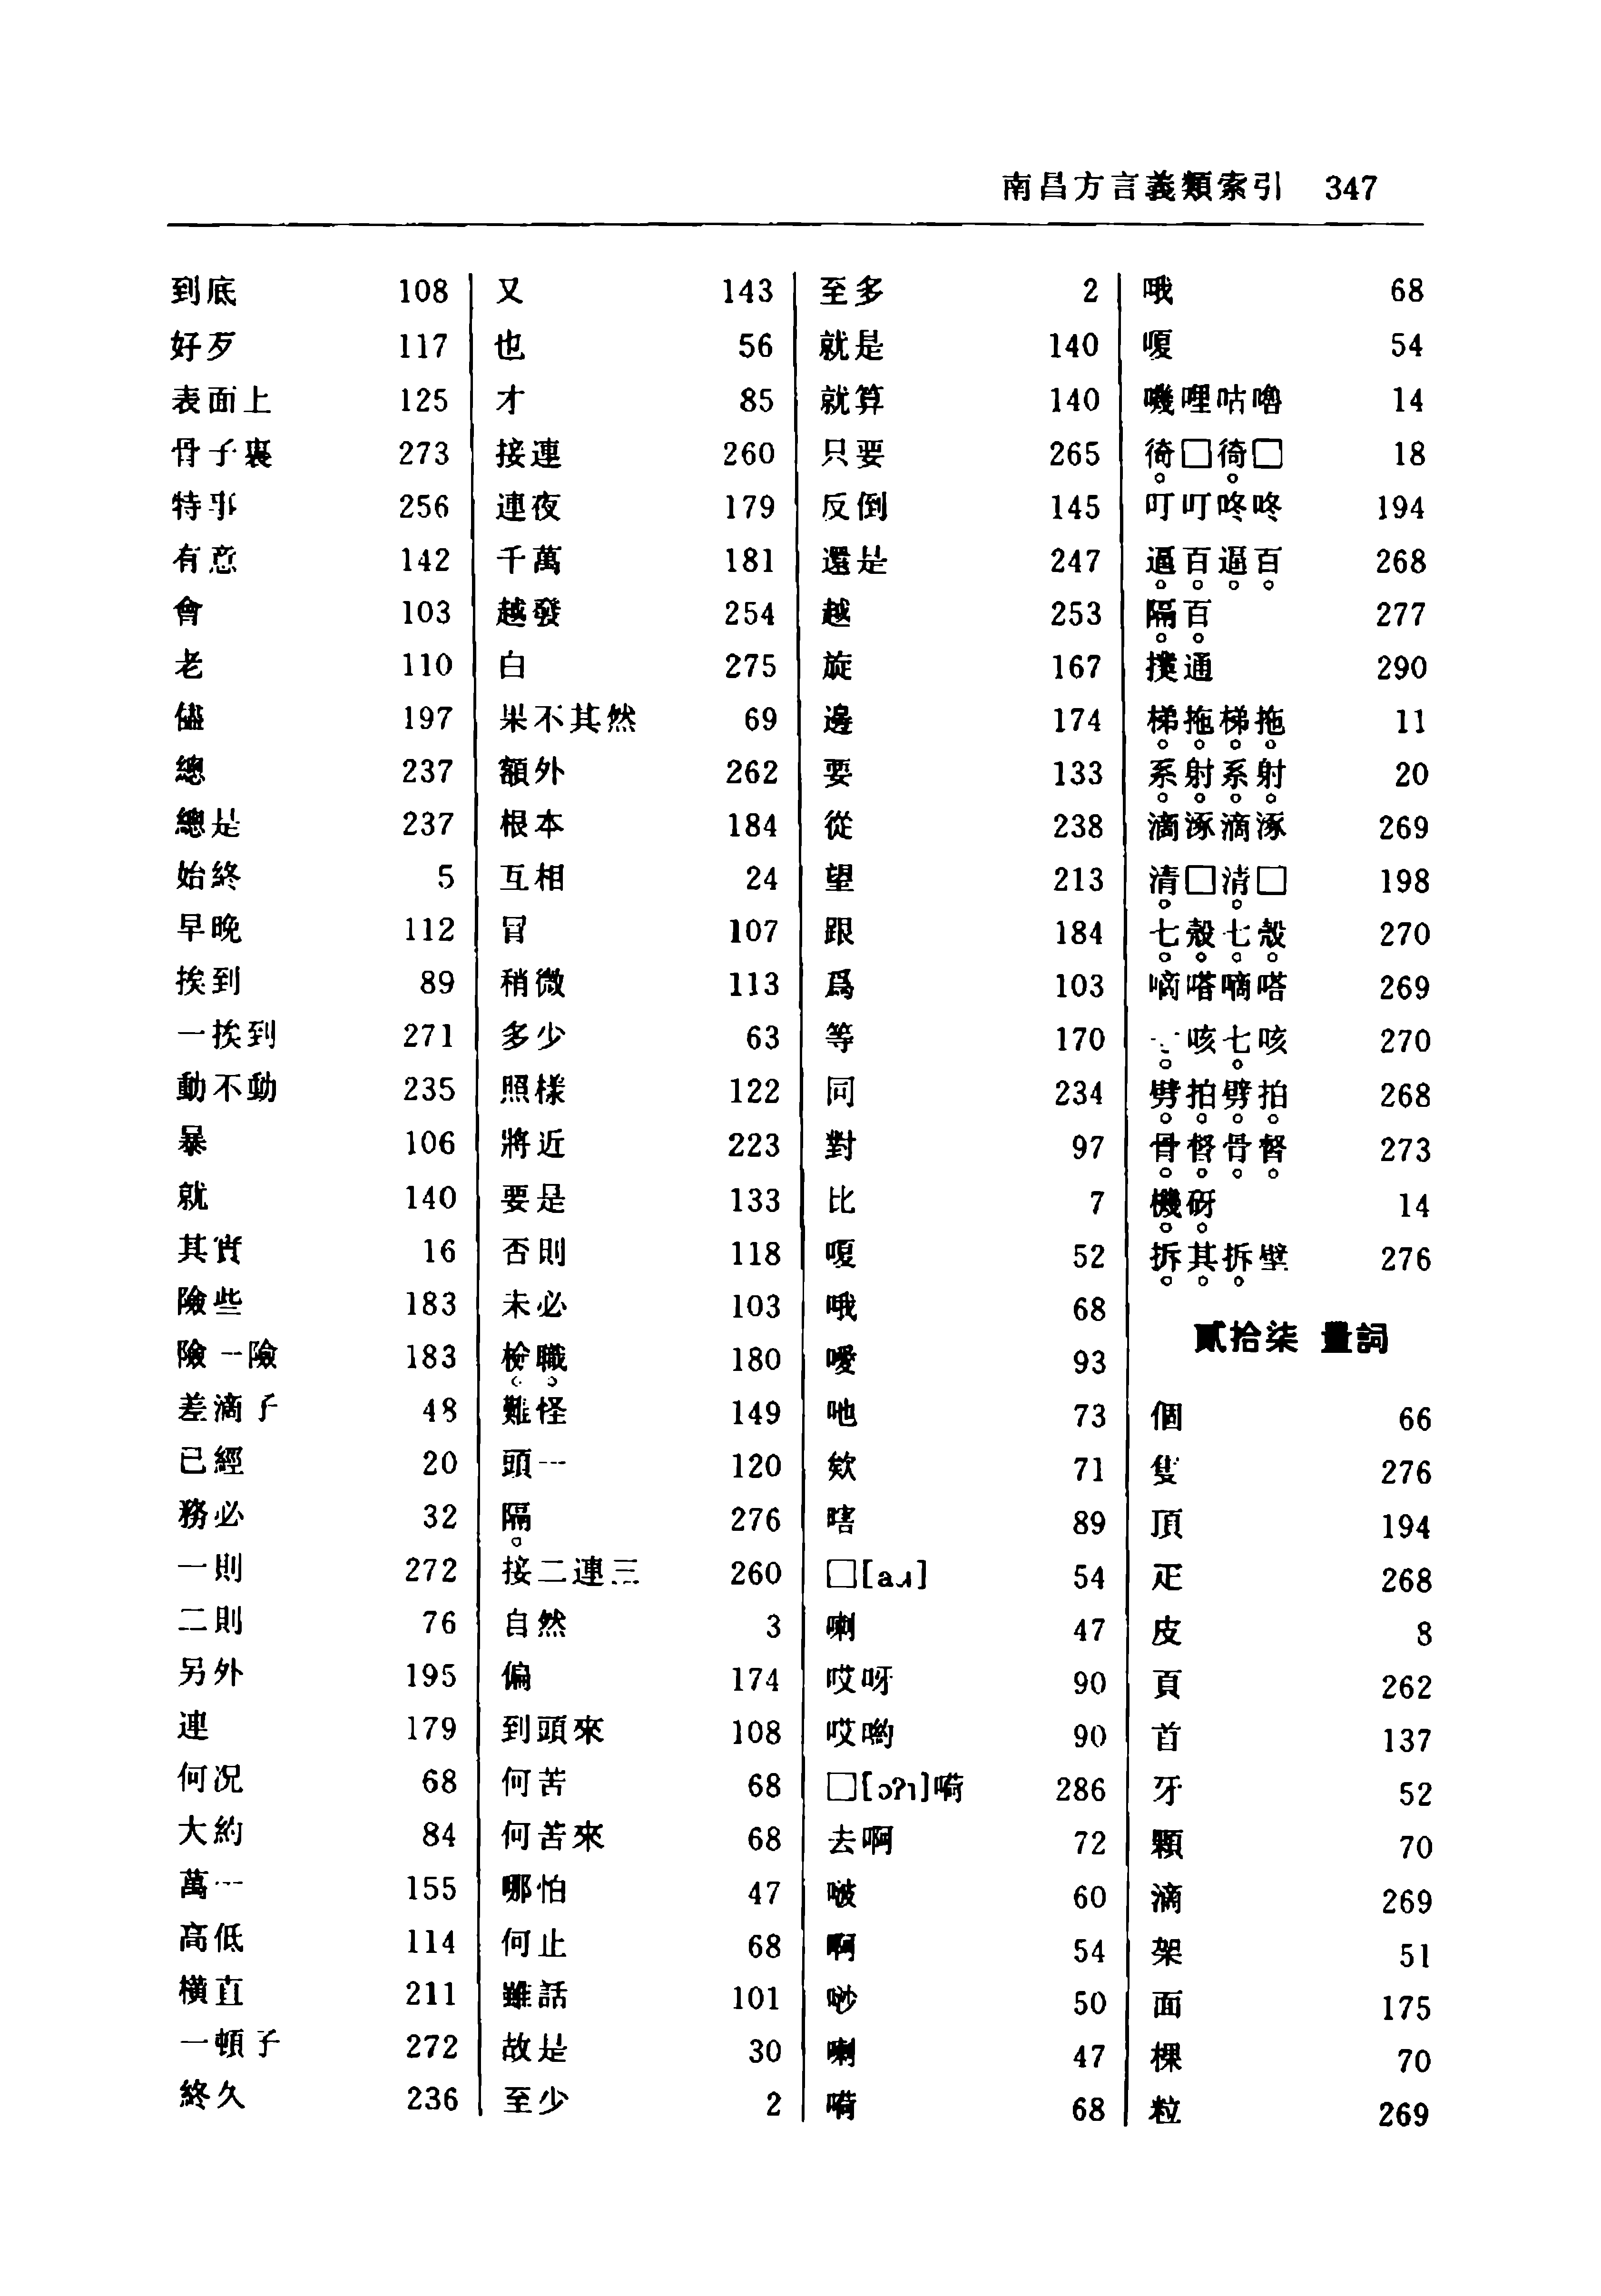 南昌方言義類索引 347
到底 108
好歹 117
表面上 125
骨子裏 273
特事 256
有意 142
會 103
老 110
儘 197
總 237
總是 237
始終 5
早晚 112
挨到 89
一挨到 271
動不動 235
暴 106
就 140
其實 16
險些 183
險一險 183
差滴子 48
已經 20
務必 32
一則 272
二則 76
另外 195
連 179
何况 68
大約 84
萬一 155
高低 114
橫直 211
一頓子 272
終久 236
又 143
也 56
才 85
接連 260
連夜 179
千萬 181
越發 254
白 275
果不其然 69
額外 262
根本 184
互相 24
冒 107
稍微 113
多少 63
照樣 122
將近 223
要是 133
否則 118
未必 103
檢職 180
難怪 149
頭一 120
隔 276
接二連三 260
自然 3
偏 174
到頭來 108
何苦 68
何苦來 68
哪怕 47
何止 68
雖話 101
故是 30
至少 2
至多 2
就是 140
就算 140
只要 265
反倒 145
還是 247
越 253
旋 167
邊 174
要 133
從 238
望 213
跟 184
爲 103
等 170
同 234
對 97
比 7
嗄 52
哦 68
噯 93
吔 73
欸 71
嗐 89
□[a˩] 54
喇 47
哎呀 90
哎喲 90
□[ɔʔ˥]嗬 286
去啊 72
啵 60
啊 54
吵 50
喇 47
嗬 68
哦 68
嗄 54
嘰哩咕嚕 14
徛□徛□ 18
叮叮咚咚 194
逼百逼百 268
隔百 277
撲通 290
梯拖梯拖 11
系射系射 20
滴涿滴涿 269
清□清□ 198
七殼七殼 270
嘀嗒嘀嗒 269
七咳七咳 270
劈拍劈拍 268
骨督骨督 273
機砑 14
拆其拆壁 276
貳拾柒 量詞
個 66
隻 276
頂 194
疋 268
皮 8
頁 262
首 137
牙 52
顆 70
滴 269
架 51
面 175
棵 70
粒 269